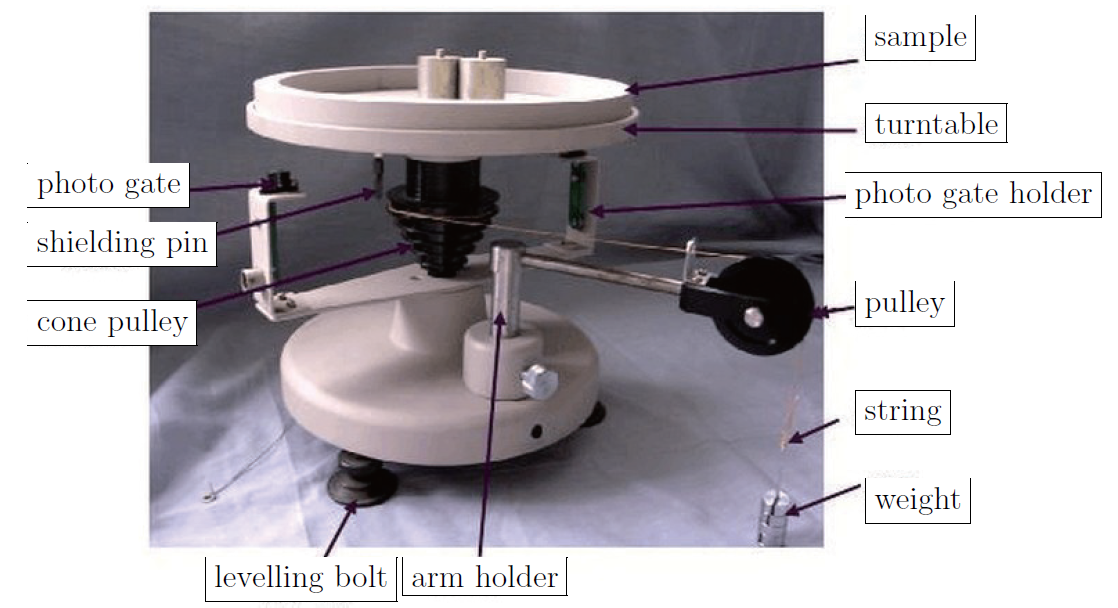 sample
turntable
photo gate
photo gate holder
shielding pin
cone pulley
pulley
string
weight
levelling bolt
arm holder